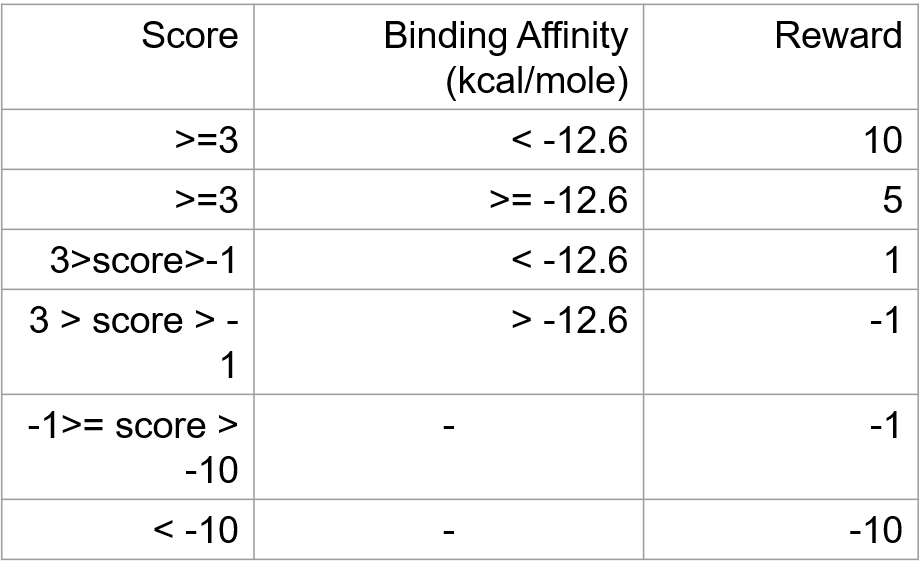 Score Binding Affinity Reward
(kcal/mole)
>=3 < -12.6 10
>=3 >= -12.6 5
3>score>-1 < -12.6 1
3 > score > - > -12.6 -1
1
-1>= score > - -1
-10
< -10 - -10